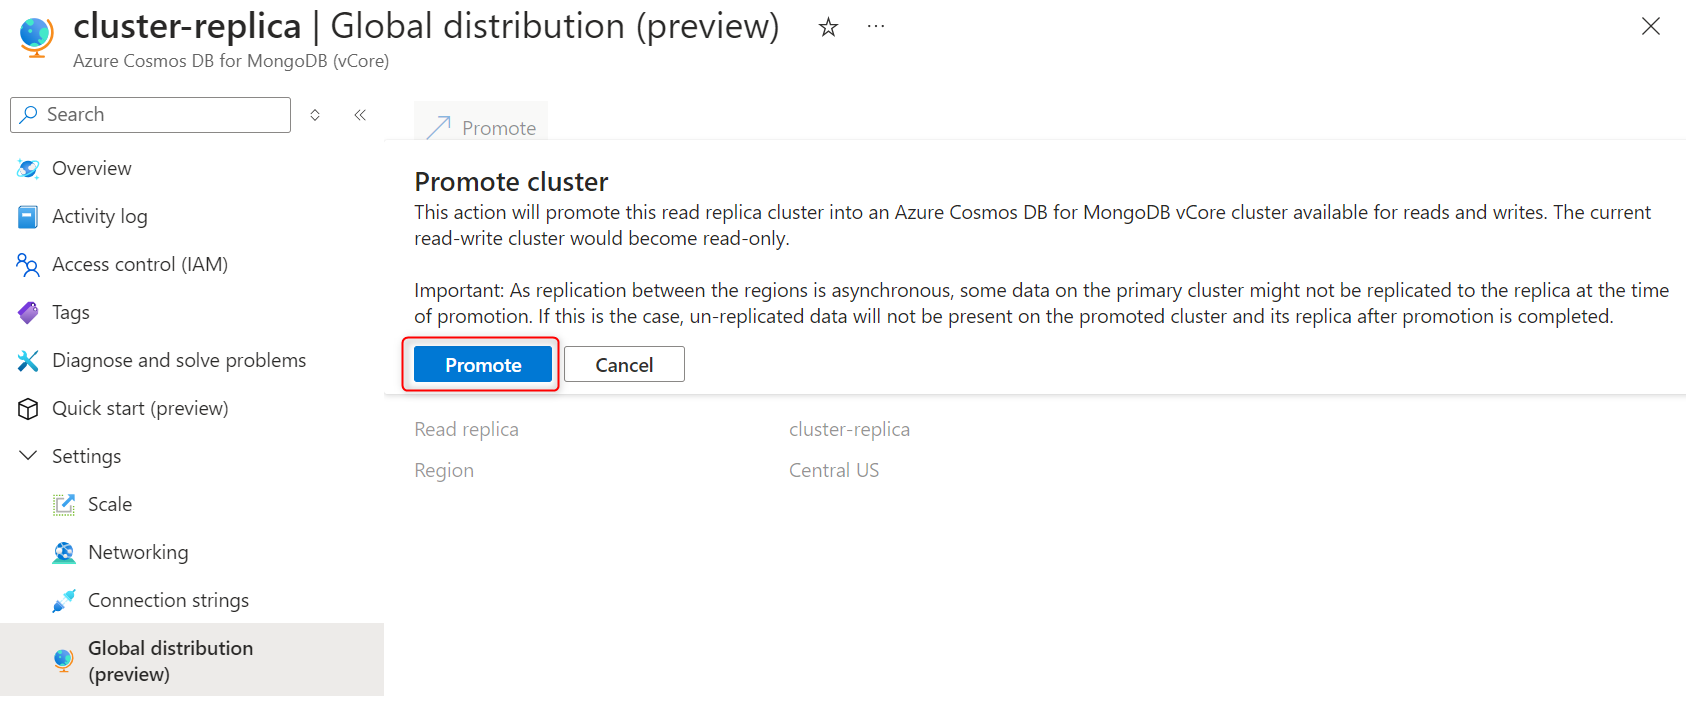 cluster-replica | Global distribution (preview)
Azure Cosmos DB for MongoDB (vCore)
Search
Overview
Activity log
Access control (IAM)
Tags
Diagnose and solve problems
Quick start (preview)
Settings
Scale
Networking
Connection strings
Global distribution
(preview)
Promote
Promote cluster
This action will promote this read replica cluster into an Azure Cosmos DB for MongoDB vCore cluster available for reads and writes. The current
read-write cluster would become read-only.
Important: As replication between the regions is asynchronous, some data on the primary cluster might not be replicated to the replica at the time
of promotion. If this is the case, un-replicated data will not be present on the promoted cluster and its replica after promotion is completed.
Promote Cancel
Read replica cluster-replica
Region Central US